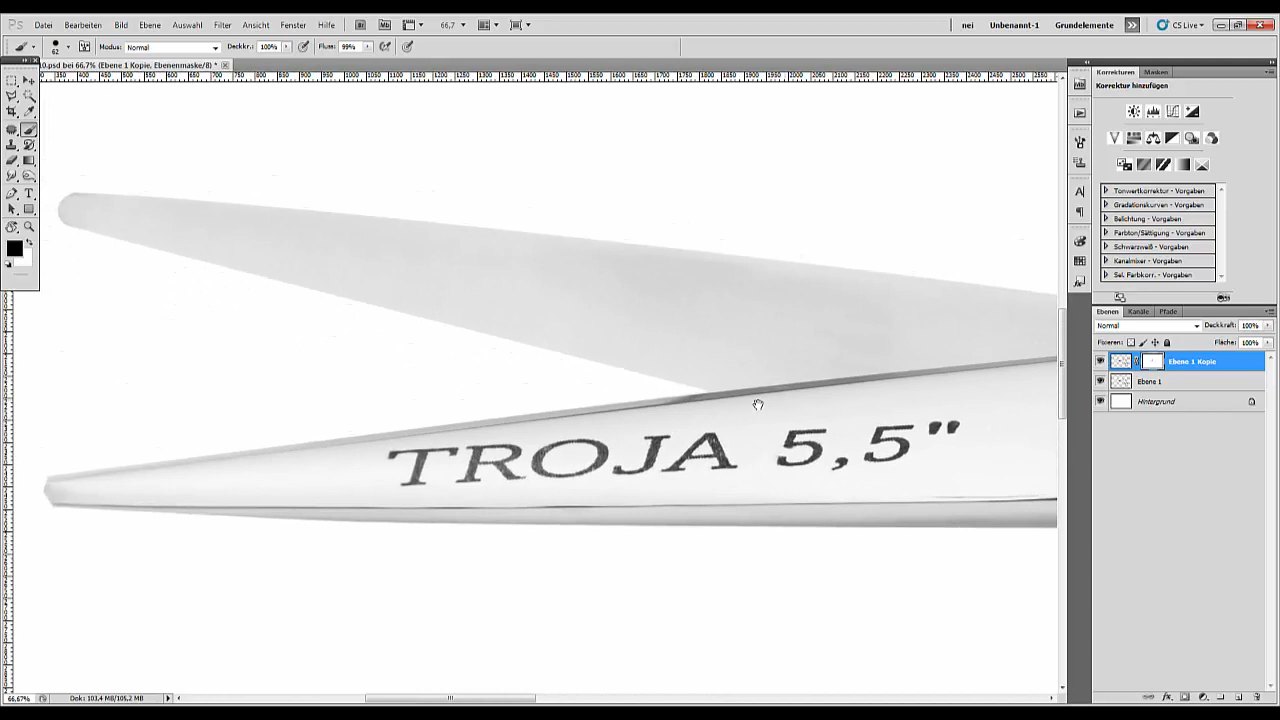 Ps Datei Bearbeiten Bild Ebene Auswahl Filter Ansicht Fenster Hilfe Br Mb 66,7 nei Unbenannt-1 Grundelemente CS Live
62 Modus: Normal Deckkr.: 100% Fluss: 99%
0.psd bei 66,7% (Ebene 1 Kopie, Ebenenmaske/8) *
Korrekturen Masken
Korrektur hinzufügen
Tonwertkorrektur - Vorgaben
Gradationskurven - Vorgaben
Belichtung - Vorgaben
Farbton/Sättigung - Vorgaben
Schwarzweiß - Vorgaben
Kanalmixer - Vorgaben
Sel. Farbkorr. - Vorgaben
Ebenen Kanäle Pfade
Normal Deckkraft: 100%
Fixieren: Fläche: 100%
Ebene 1 Kopie
Ebene 1
Hintergrund
TROJA 5,5"
66,67% Dok: 103,4 MB/105,2 MB